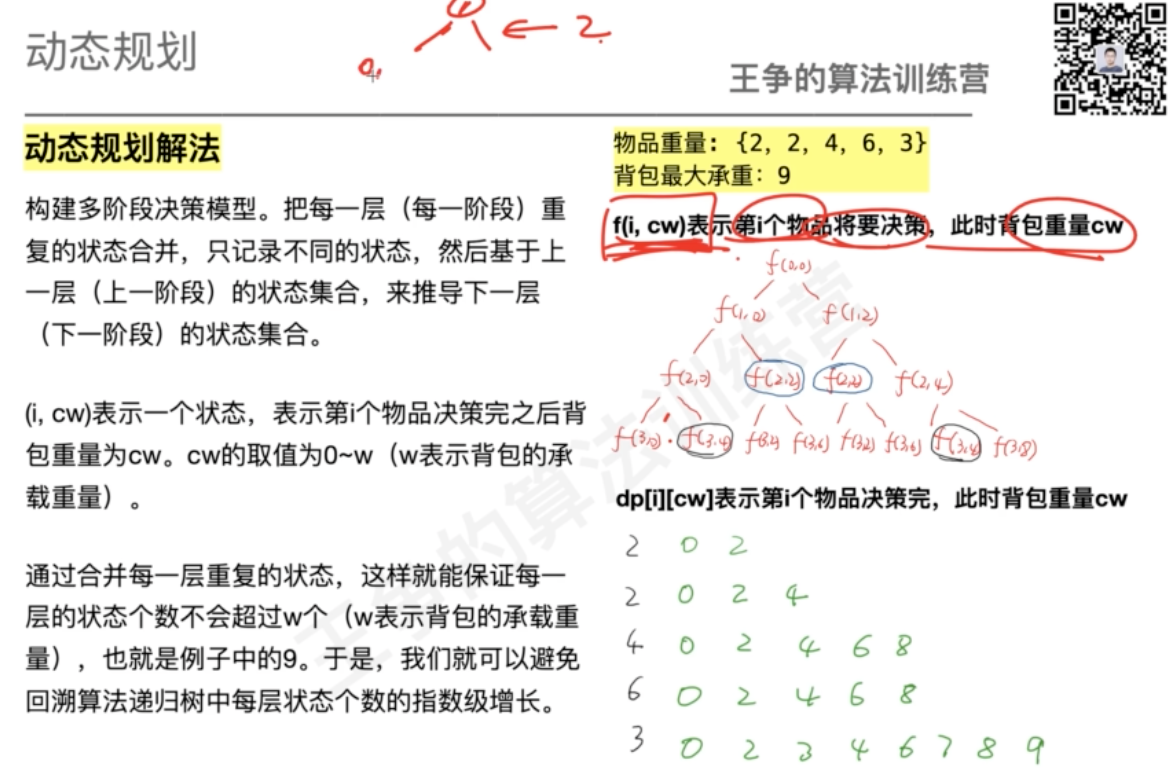 动态规划
← 2
0
王争的算法训练营
动态规划解法
构建多阶段决策模型。把每一层（每一阶段）重
复的状态合并，只记录不同的状态，然后基于上
一层（上一阶段）的状态集合，来推导下一层
（下一阶段）的状态集合。
(i, cw)表示一个状态，表示第i个物品决策完之后背
包重量为cw。cw的取值为0~w（w表示背包的承
载重量）。
通过合并每一层重复的状态，这样就能保证每一
层的状态个数不会超过w个（w表示背包的承载重
量），也就是例子中的9。于是，我们就可以避免
回溯算法递归树中每层状态个数的指数级增长。
物品重量: {2, 2, 4, 6, 3}
背包最大承重: 9
f(i, cw)表示第i个物品将要决策，此时背包重量cw
f(0,0)
f(1,0) f(1,2)
f(2,0) f(2,2) f(2,2) f(2,4)
f(3,0) f(3,4) f(3,2) f(3,6) f(3,2) f(3,6) f(3,4) f(3,8)
dp[i][cw]表示第i个物品决策完，此时背包重量cw
2 0 2
2 0 2 4
4 0 2 4 6 8
6 0 2 4 6 8
3 0 2 3 4 6 7 8 9
王争的算法训练营